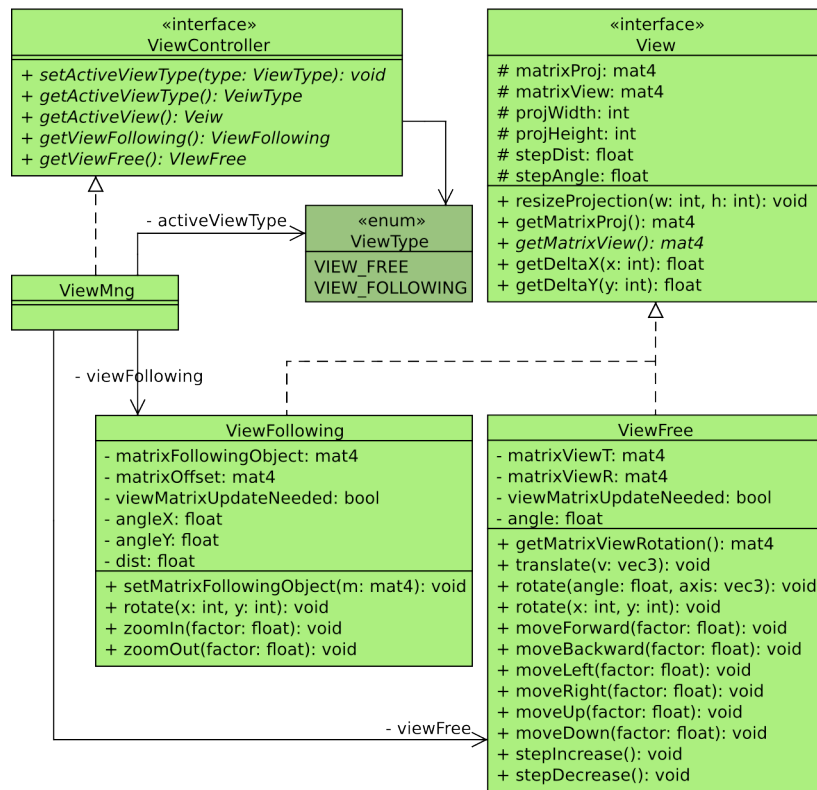 «interface»
ViewController
+ setActiveViewType(type: ViewType): void
+ getActiveViewType(): VeiwType
+ getActiveView(): Veiw
+ getViewFollowing(): ViewFollowing
+ getViewFree(): VIewFree
«interface»
View
# matrixProj: mat4
# matrixView: mat4
# projWidth: int
# projHeight: int
# stepDist: float
# stepAngle: float
+ resizeProjection(w: int, h: int): void
+ getMatrixProj(): mat4
+ getMatrixView(): mat4
+ getDeltaX(x: int): float
+ getDeltaY(y: int): float
- activeViewType
«enum»
ViewType
VIEW_FREE
VIEW_FOLLOWING
ViewMng
- viewFollowing
ViewFollowing
- matrixFollowingObject: mat4
- matrixOffset: mat4
- viewMatrixUpdateNeeded: bool
- angleX: float
- angleY: float
- dist: float
+ setMatrixFollowingObject(m: mat4): void
+ rotate(x: int, y: int): void
+ zoomIn(factor: float): void
+ zoomOut(factor: float): void
ViewFree
- matrixViewT: mat4
- matrixViewR: mat4
- viewMatrixUpdateNeeded: bool
- angle: float
+ getMatrixViewRotation(): mat4
+ translate(v: vec3): void
+ rotate(angle: float, axis: vec3): void
+ rotate(x: int, y: int): void
+ moveForward(factor: float): void
+ moveBackward(factor: float): void
+ moveLeft(factor: float): void
+ moveRight(factor: float): void
+ moveUp(factor: float): void
+ moveDown(factor: float): void
+ stepIncrease(): void
+ stepDecrease(): void
- viewFree